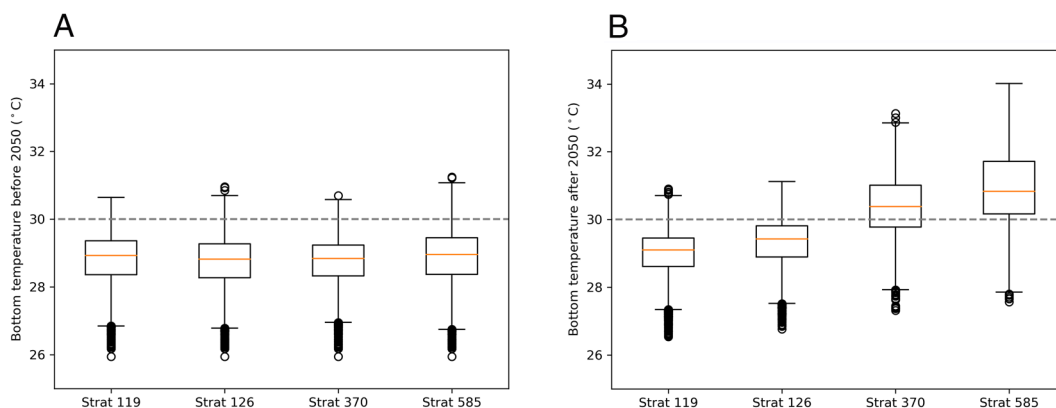 A
Bottom temperature before 2050 (°C)
34
32
30
28
26
Strat 119 Strat 126 Strat 370 Strat 585
B
Bottom temperature after 2050 (°C)
34
32
30
28
26
Strat 119 Strat 126 Strat 370 Strat 585